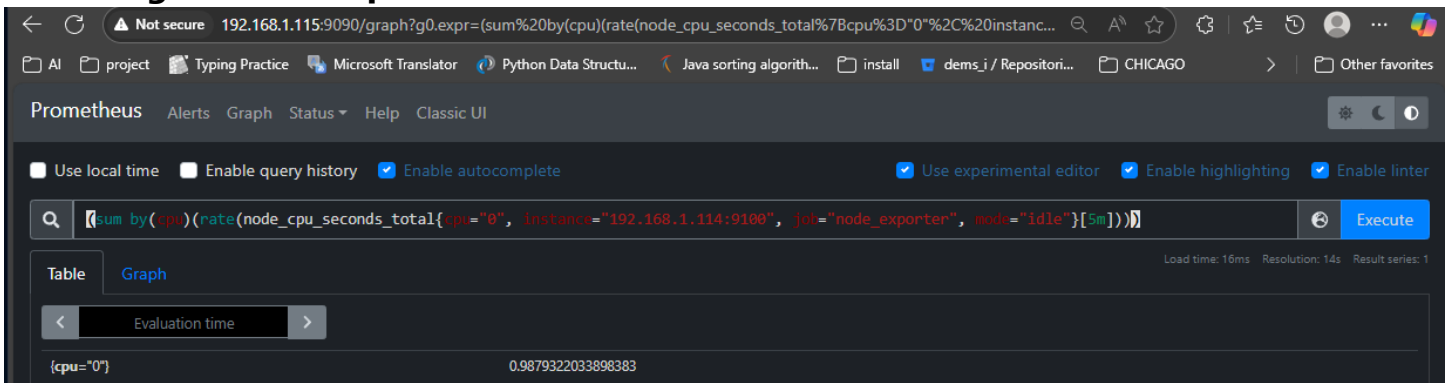 Not secure 192.168.1.115:9090/graph?g0.expr=(sum%20by(cpu)(rate(node_cpu_seconds_total%7Bcpu%3D"0"%2C%20instanc...
AI project Typing Practice Microsoft Translator Python Data Structu... Java sorting algorith... install dems_i / Repositori... CHICAGO Other favorites
Prometheus Alerts Graph Status Help Classic UI
Use local time Enable query history Enable autocomplete Use experimental editor Enable highlighting Enable linter
(sum by(cpu)(rate(node_cpu_seconds_total{cpu="0", instance="192.168.1.114:9100", job="node_exporter", mode="idle"}[5m]))) Execute
Load time: 16ms Resolution: 14s Result series: 1
Table Graph
< Evaluation time >
{cpu="0"} 0.9879322033898383